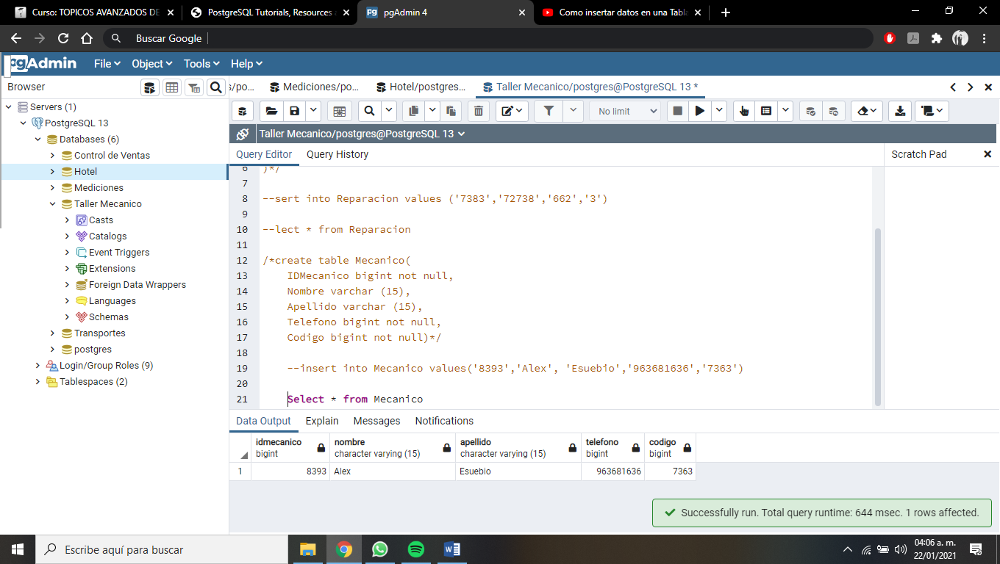 Curso: TOPICOS AVANZADOS DE
PostgreSQL Tutorials, Resources a
pgAdmin 4
Como insertar datos en una Tabla
Buscar Google
pgAdmin
File Object Tools Help
Browser
s/po... Mediciones/po... Hotel/postgres... Taller Mecanico/postgres@PostgreSQL 13 *
No limit
Taller Mecanico/postgres@PostgreSQL 13
Query Editor Query History
Scratch Pad
Servers (1)
PostgreSQL 13
Databases (6)
Control de Ventas
Hotel
Mediciones
Taller Mecanico
Casts
Catalogs
Event Triggers
Extensions
Foreign Data Wrappers
Languages
Schemas
Transportes
postgres
Login/Group Roles (9)
Tablespaces (2)
6 )*/
7
8 --sert into Reparacion values ('7383','72738','662','3')
9
10 --lect * from Reparacion
11
12 /*create table Mecanico(
13 IDMecanico bigint not null,
14 Nombre varchar (15),
15 Apellido varchar (15),
16 Telefono bigint not null,
17 Codigo bigint not null)*/
18
19 --insert into Mecanico values('8393','Alex', 'Esuebio','963681636','7363')
20
21 Select * from Mecanico
Data Output Explain Messages Notifications
idmecanico nombre apellido telefono codigo
bigint character varying (15) character varying (15) bigint bigint
1 8393 Alex Esuebio 963681636 7363
Successfully run. Total query runtime: 644 msec. 1 rows affected.
Escribe aquí para buscar
04:06 a. m.
22/01/2021